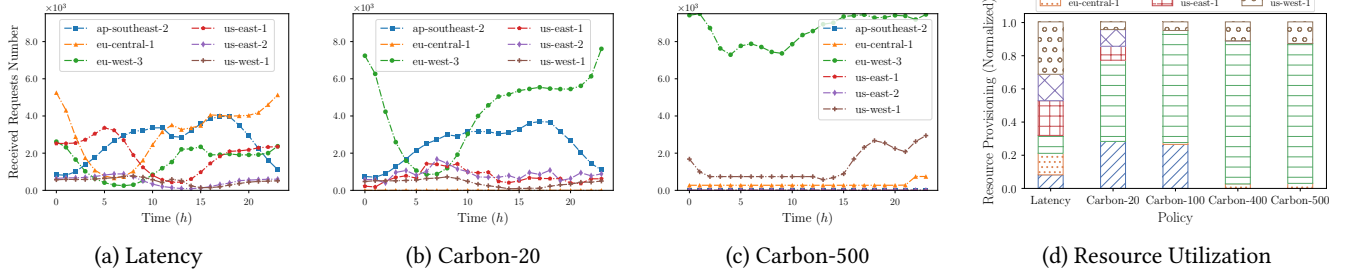 ×10³
Received Requests Number
8.0
6.0
4.0
2.0
0.0
ap-southeast-2
eu-central-1
eu-west-3
us-east-1
us-east-2
us-west-1
0
5
10
15
20
Time (h)
(a) Latency
×10³
8.0
6.0
4.0
2.0
0.0
ap-southeast-2
eu-central-1
eu-west-3
us-east-1
us-east-2
us-west-1
0
5
10
15
20
Time (h)
(b) Carbon-20
×10³
8.0
6.0
4.0
2.0
0.0
ap-southeast-2
eu-central-1
eu-west-3
us-east-1
us-east-2
us-west-1
0
5
10
15
20
Time (h)
(c) Carbon-500
eu-central-1
us-east-1
us-west-1
Resource Provisioning (Normalized)
1.0
0.8
0.6
0.4
0.2
0.0
Latency
Carbon-20
Carbon-100
Carbon-400
Carbon-500
Policy
(d) Resource Utilization